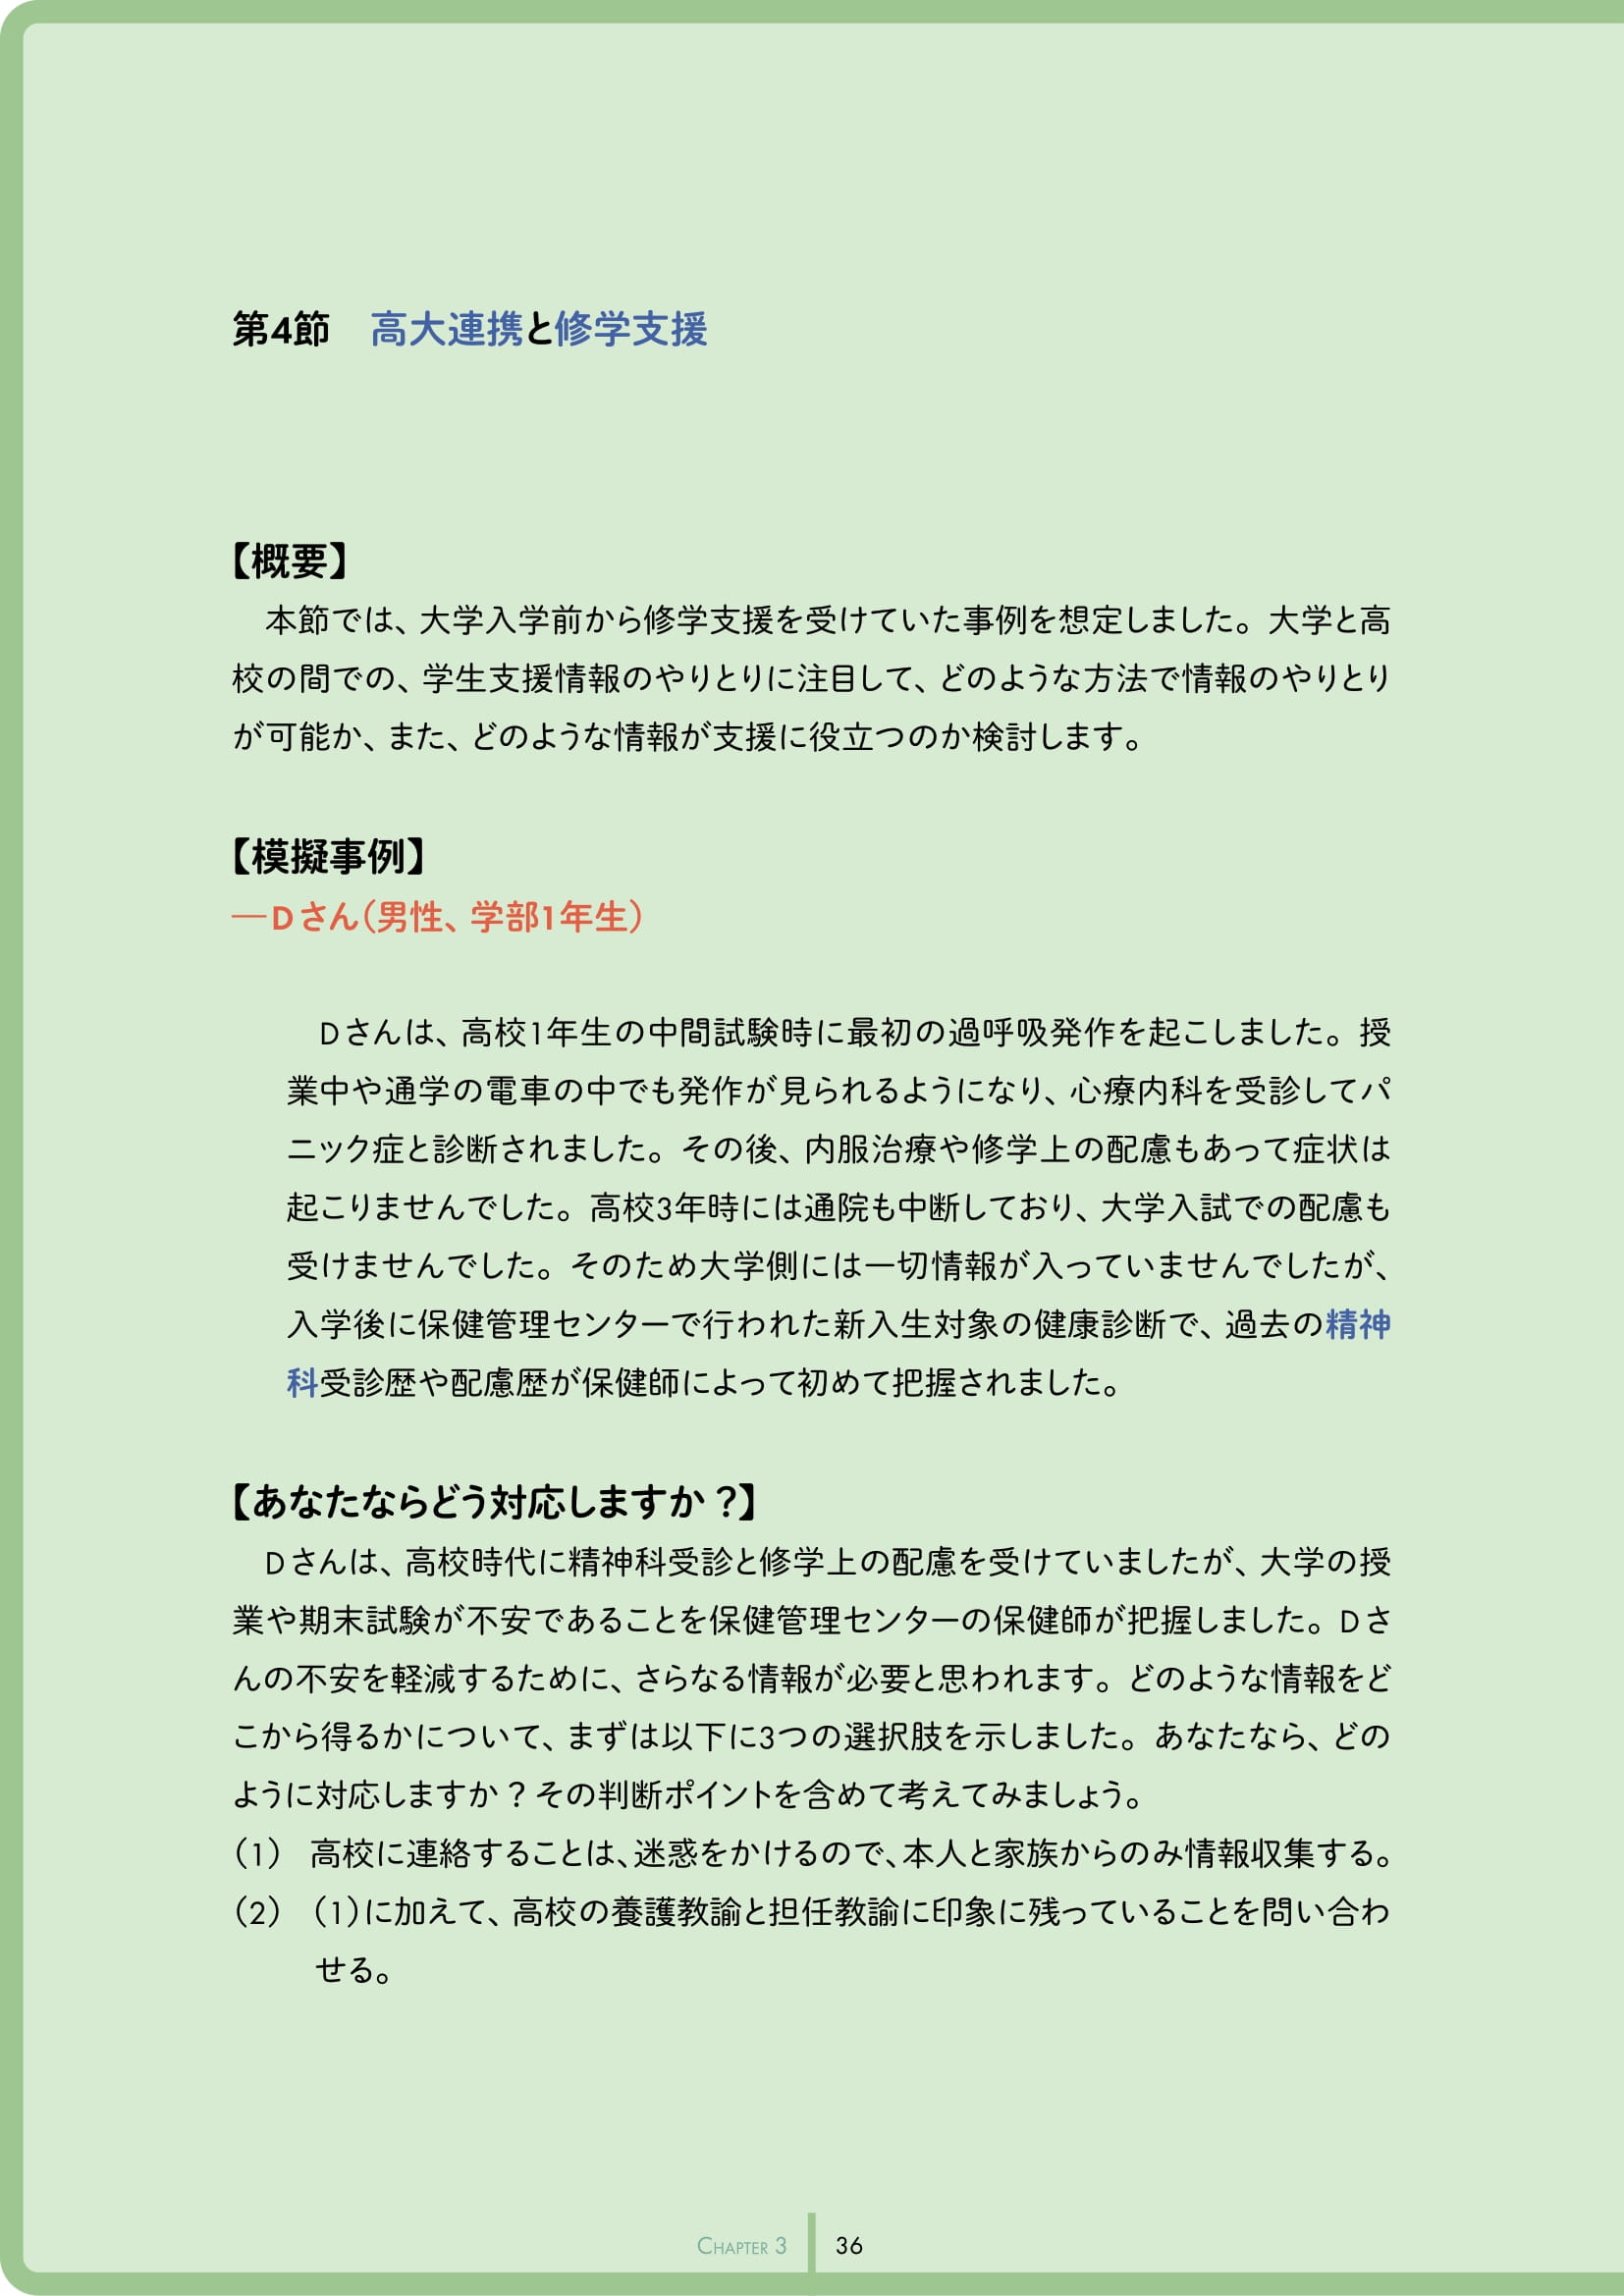 第4節　高大連携と修学支援
【概要】
　本節では、大学入学前から修学支援を受けていた事例を想定しました。大学と高
校の間での、学生支援情報のやりとりに注目して、どのような方法で情報のやりとり
が可能か、また、どのような情報が支援に役立つのか検討します。
【模擬事例】
―Dさん（男性、学部1年生）
　Dさんは、高校1年生の中間試験時に最初の過呼吸発作を起こしました。授
業中や通学の電車の中でも発作が見られるようになり、心療内科を受診してパ
ニック症と診断されました。その後、内服治療や修学上の配慮もあって症状は
起こりませんでした。高校3年時には通院も中断しており、大学入試での配慮も
受けませんでした。そのため大学側には一切情報が入っていませんでしたが、
入学後に保健管理センターで行われた新入生対象の健康診断で、過去の精神
科受診歴や配慮歴が保健師によって初めて把握されました。
【あなたならどう対応しますか？】
　Dさんは、高校時代に精神科受診と修学上の配慮を受けていましたが、大学の授
業や期末試験が不安であることを保健管理センターの保健師が把握しました。Dさ
んの不安を軽減するために、さらなる情報が必要と思われます。どのような情報をど
こから得るかについて、まずは以下に3つの選択肢を示しました。あなたなら、どの
ように対応しますか？その判断ポイントを含めて考えてみましょう。
（1）　高校に連絡することは、迷惑をかけるので、本人と家族からのみ情報収集する。
（2）　（1）に加えて、高校の養護教諭と担任教諭に印象に残っていることを問い合わ
せる。
CHAPTER 3　36